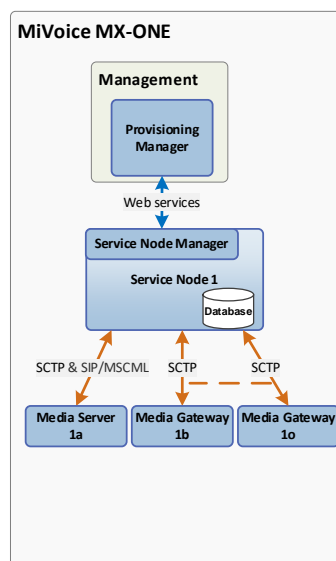 MiVoice MX-ONE
Management
Provisioning
Manager
Web services
Service Node Manager
Service Node 1
Database
SCTP & SIP/MSCML
SCTP
SCTP
Media Server
1a
Media Gateway
1b
Media Gateway
1o